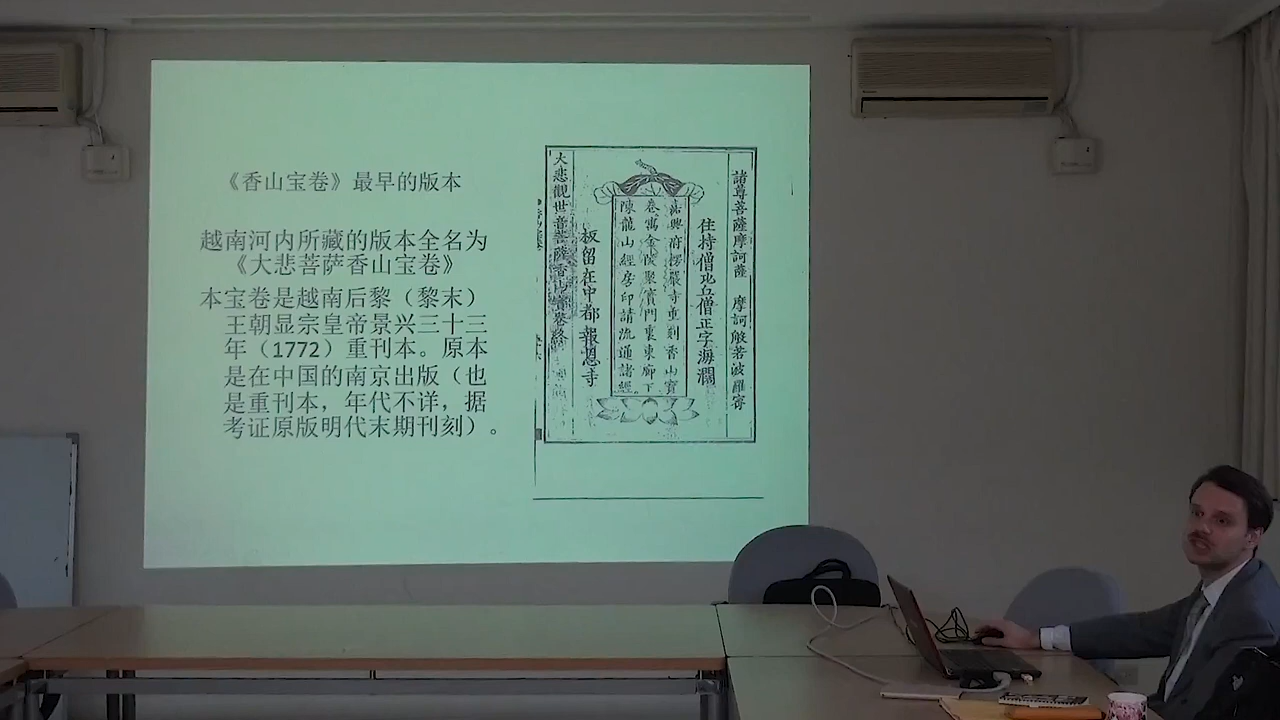 《香山宝卷》最早的版本
越南河内所藏的版本全名为
《大悲菩萨香山宝卷》
本宝卷是越南后黎（黎末）
王朝显宗皇帝景兴三十三
年（1772）重刊本。原本
是在中国的南京出版（也
是重刊本，年代不详，据
考证原版明代末期刊刻）。
諸尊菩薩摩訶薩 摩訶般若波羅蜜
住持僧比丘僧正字海濶
嘉興府楞嚴寺重刻香山寶
卷寓金陵聚寶門裏東廊下
陳龍山經房印請流通諸經
板留在中都報恩寺
大悲觀世音菩薩香山寶卷終